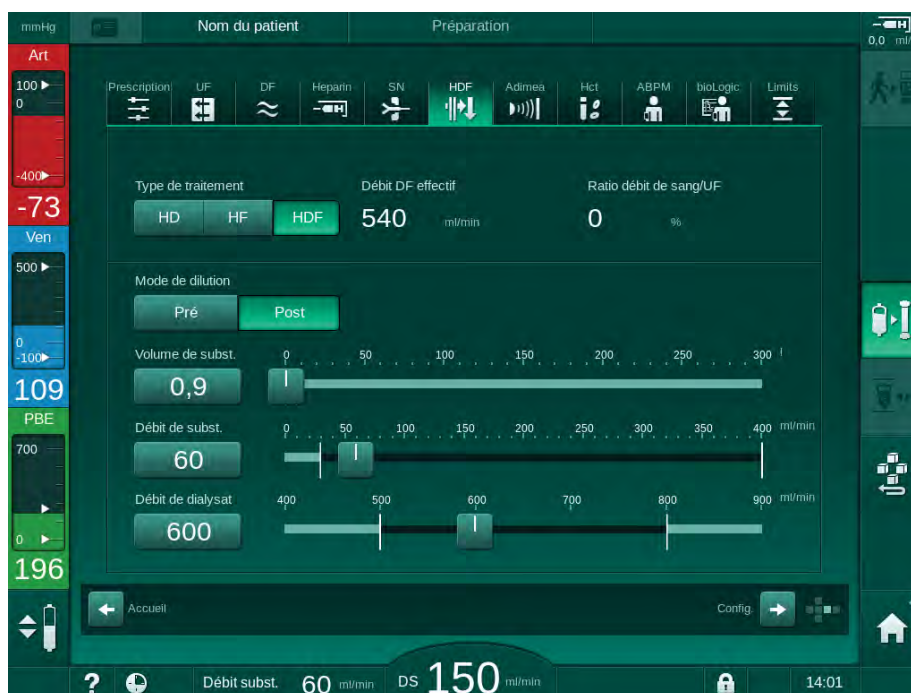 mmHg Nom du patient Préparation
0,0 ml/
Art
100
0
-400
-73
Ven
500
0
-100
109
PBE
700
0
196
Prescription UF DF Heparin SN HDF Adimea Hct ABPM bioLogic Limits
Type de traitement Débit DF effectif Ratio débit de sang/UF
HD HF HDF 540 ml/min 0 %
Mode de dilution
Pré Post
Volume de subst. 0 50 100 150 200 250 300 l
0,9
Débit de subst. 0 50 100 150 200 250 300 350 400 ml/min
60
Débit de dialysat 400 500 600 700 800 900 ml/min
600
Accueil Config.
? Débit subst. 60 ml/min DS 150 ml/min 14:01